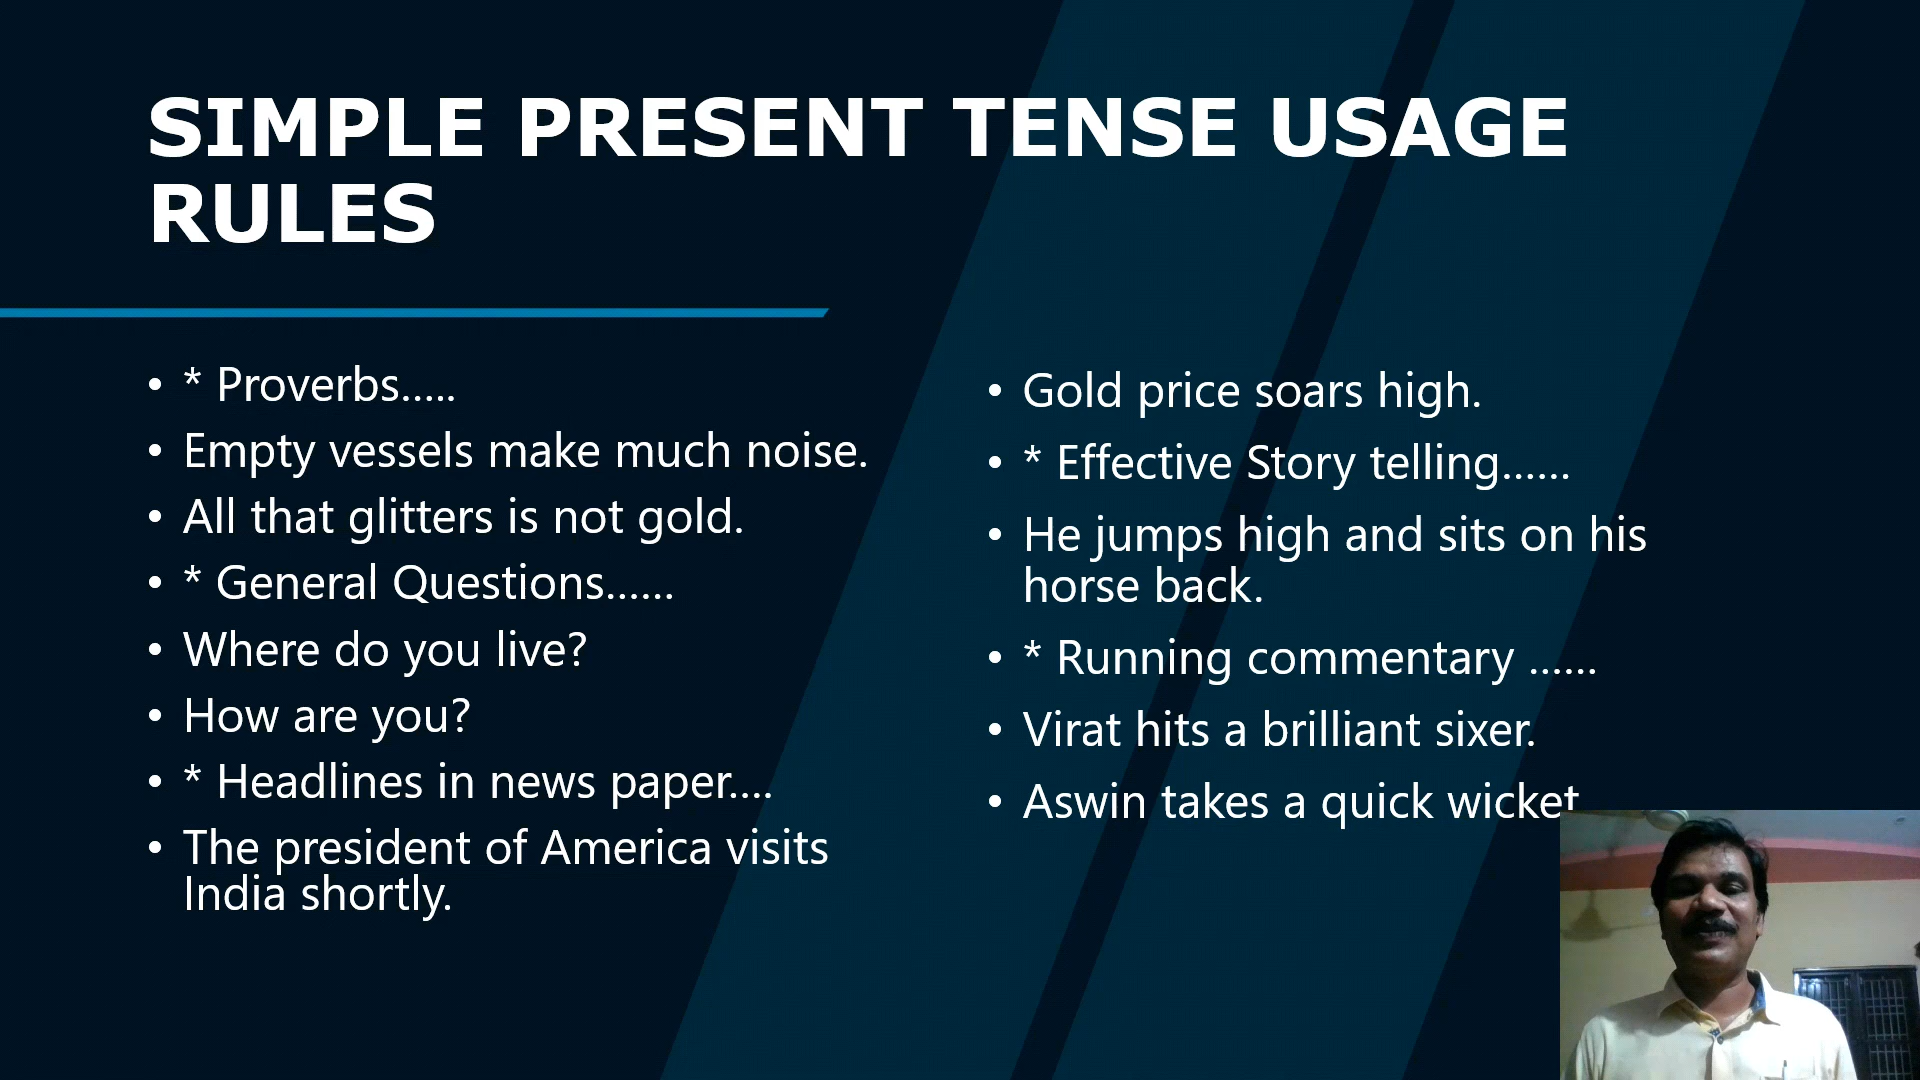 SIMPLE PRESENT TENSE USAGE
RULES
• * Proverbs.....
• Empty vessels make much noise.
• All that glitters is not gold.
• * General Questions......
• Where do you live?
• How are you?
• * Headlines in news paper....
• The president of America visits
India shortly.
• Gold price soars high.
• * Effective Story telling......
• He jumps high and sits on his
horse back.
• * Running commentary ......
• Virat hits a brilliant sixer.
• Aswin takes a quick wicket